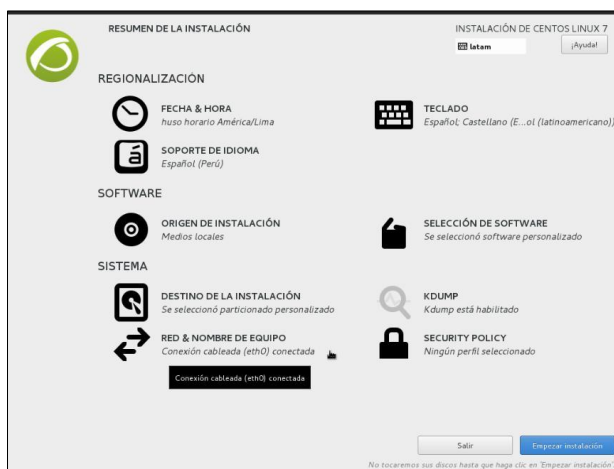 RESUMEN DE LA INSTALACIÓN
INSTALACIÓN DE CENTOS LINUX 7
latam
¡Ayuda!
REGIONALIZACIÓN
FECHA & HORA
huso horario América/Lima
TECLADO
Español; Castellano (E...ol (latinoamericano))
SOPORTE DE IDIOMA
Español (Perú)
SOFTWARE
ORIGEN DE INSTALACIÓN
Medios locales
SELECCIÓN DE SOFTWARE
Se seleccionó software personalizado
SISTEMA
DESTINO DE LA INSTALACIÓN
Se seleccionó particionado personalizado
KDUMP
Kdump está habilitado
RED & NOMBRE DE EQUIPO
Conexión cableada (eth0) conectada
SECURITY POLICY
Ningún perfil seleccionado
Conexión cableada (eth0) conectada
Salir
Empezar instalación
No tocaremos sus discos hasta que haga clic en 'Empezar instalación'